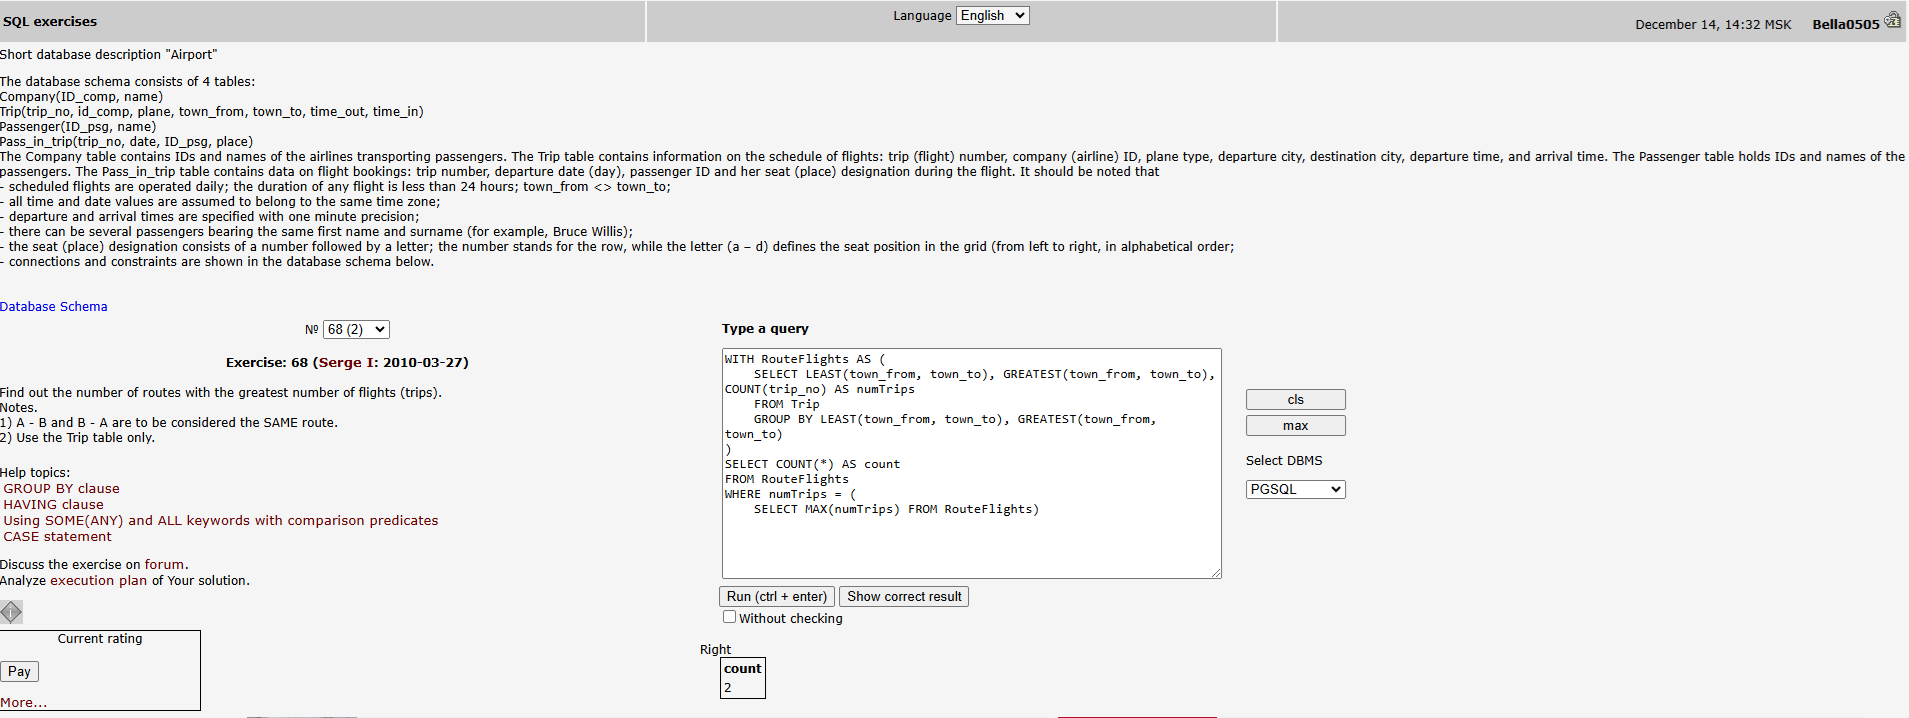 SQL exercises
Language English
December 14, 14:32 MSK Bella0505
Short database description "Airport"
The database schema consists of 4 tables:
Company(ID_comp, name)
Trip(trip_no, id_comp, plane, town_from, town_to, time_out, time_in)
Passenger(ID_psg, name)
Pass_in_trip(trip_no, date, ID_psg, place)
The Company table contains IDs and names of the airlines transporting passengers. The Trip table contains information on the schedule of flights: trip (flight) number, company (airline) ID, plane type, departure city, destination city, departure time, and arrival time. The Passenger table holds IDs and names of the
passengers. The Pass_in_trip table contains data on flight bookings: trip number, departure date (day), passenger ID and her seat (place) designation during the flight. It should be noted that
- scheduled flights are operated daily; the duration of any flight is less than 24 hours; town_from <> town_to;
- all time and date values are assumed to belong to the same time zone;
- departure and arrival times are specified with one minute precision;
- there can be several passengers bearing the same first name and surname (for example, Bruce Willis);
- the seat (place) designation consists of a number followed by a letter; the number stands for the row, while the letter (a – d) defines the seat position in the grid (from left to right, in alphabetical order;
- connections and constraints are shown in the database schema below.
Database Schema
№ 68 (2)
Exercise: 68 (Serge I: 2010-03-27)
Find out the number of routes with the greatest number of flights (trips).
Notes.
1) A - B and B - A are to be considered the SAME route.
2) Use the Trip table only.
Help topics:
GROUP BY clause
HAVING clause
Using SOME(ANY) and ALL keywords with comparison predicates
CASE statement
Discuss the exercise on forum.
Analyze execution plan of Your solution.
Current rating
Pay
More...
Type a query
WITH RouteFlights AS (
SELECT LEAST(town_from, town_to), GREATEST(town_from, town_to),
COUNT(trip_no) AS numTrips
FROM Trip
GROUP BY LEAST(town_from, town_to), GREATEST(town_from,
town_to)
)
SELECT COUNT(*) AS count
FROM RouteFlights
WHERE numTrips = (
SELECT MAX(numTrips) FROM RouteFlights)
cls
max
Select DBMS
PGSQL
Run (ctrl + enter) Show correct result
Without checking
Right
count
2